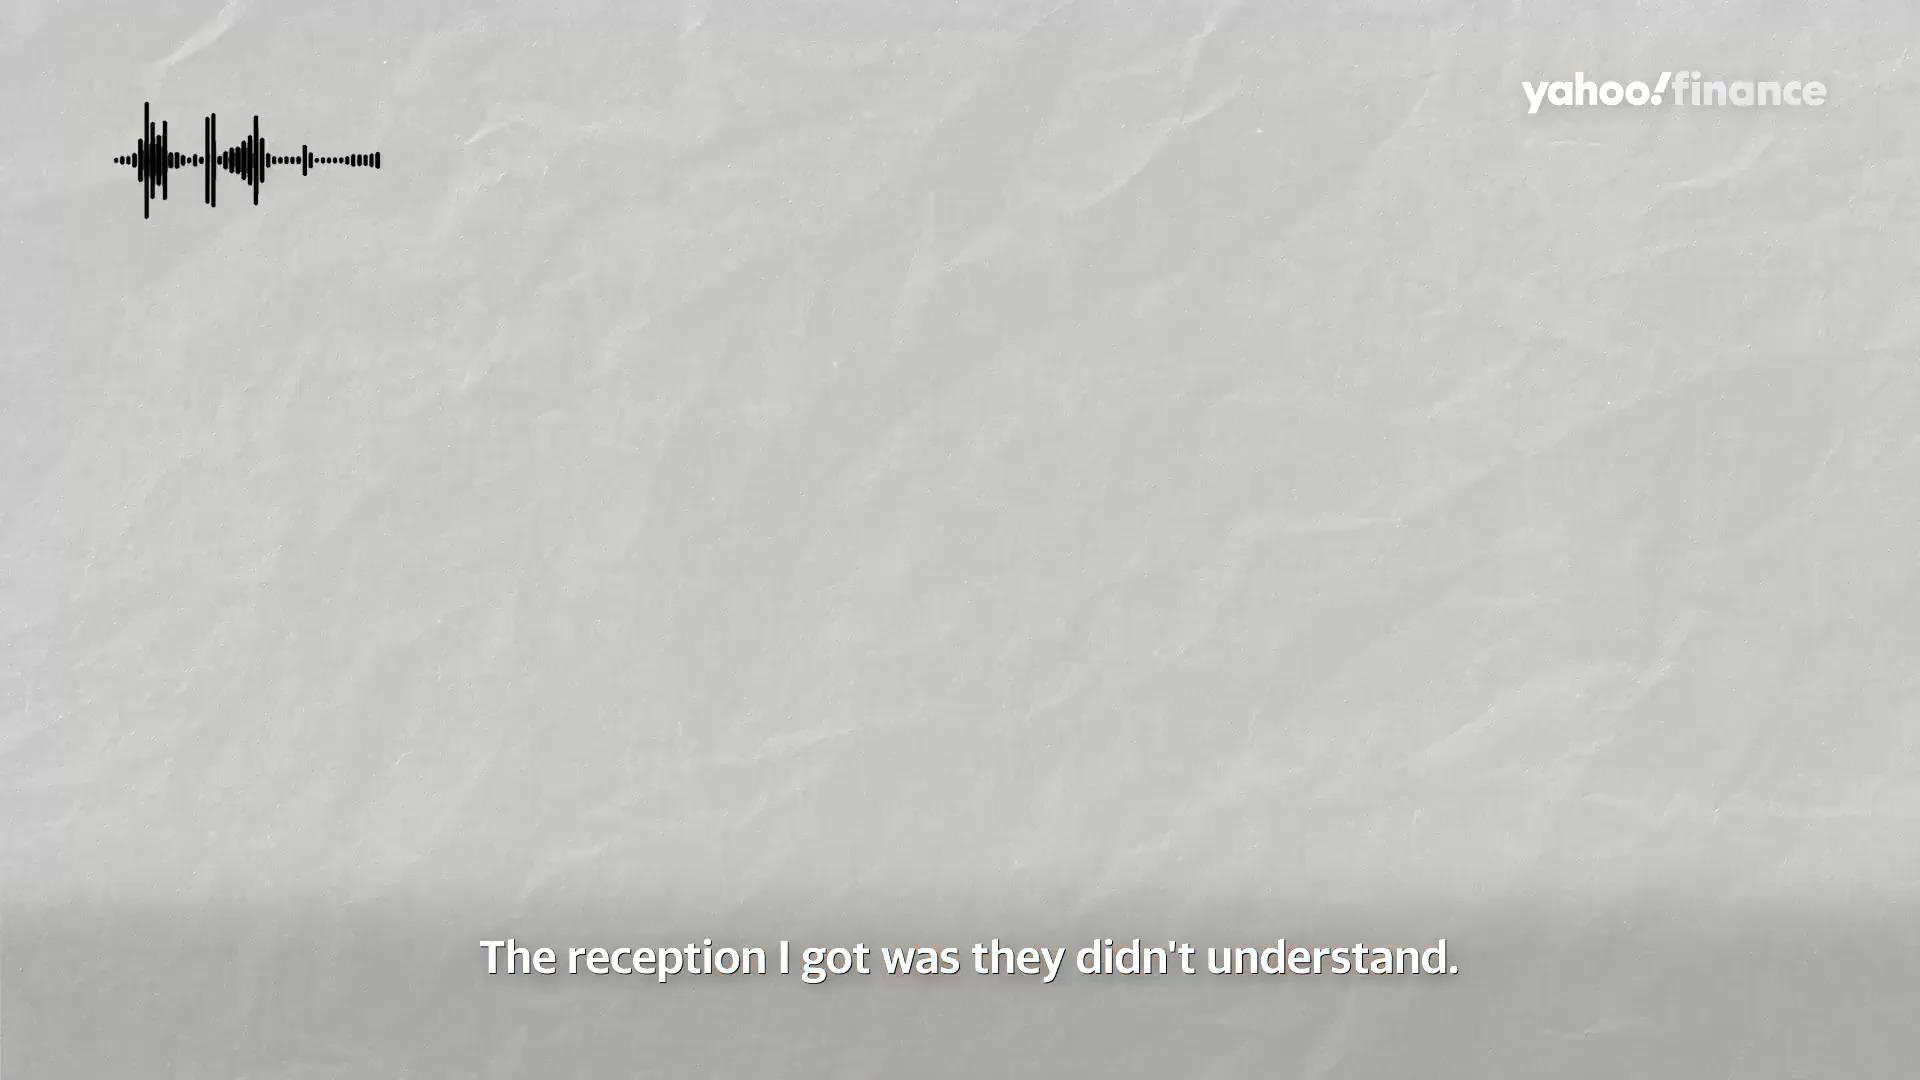 yahoo!finance
The reception I got was they didn't understand.